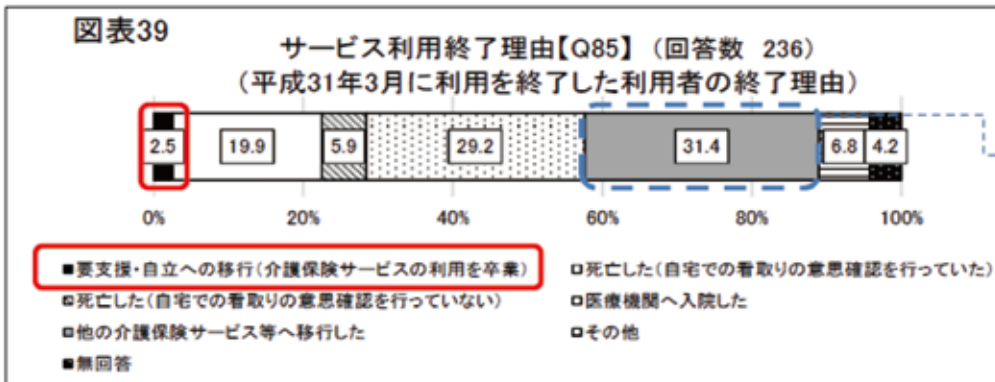 図表39
サービス利用終了理由【Q85】 (回答数 236)
(平成31年3月に利用を終了した利用者の終了理由)
2.5 19.9 5.9 29.2 31.4 6.8 4.2
0% 20% 40% 60% 80% 100%
要支援・自立への移行(介護保険サービスの利用を卒業) 死亡した(自宅での看取りの意思確認を行っていた)
死亡した(自宅での看取りの意思確認を行っていない) 医療機関へ入院した
他の介護保険サービス等へ移行した その他
無回答